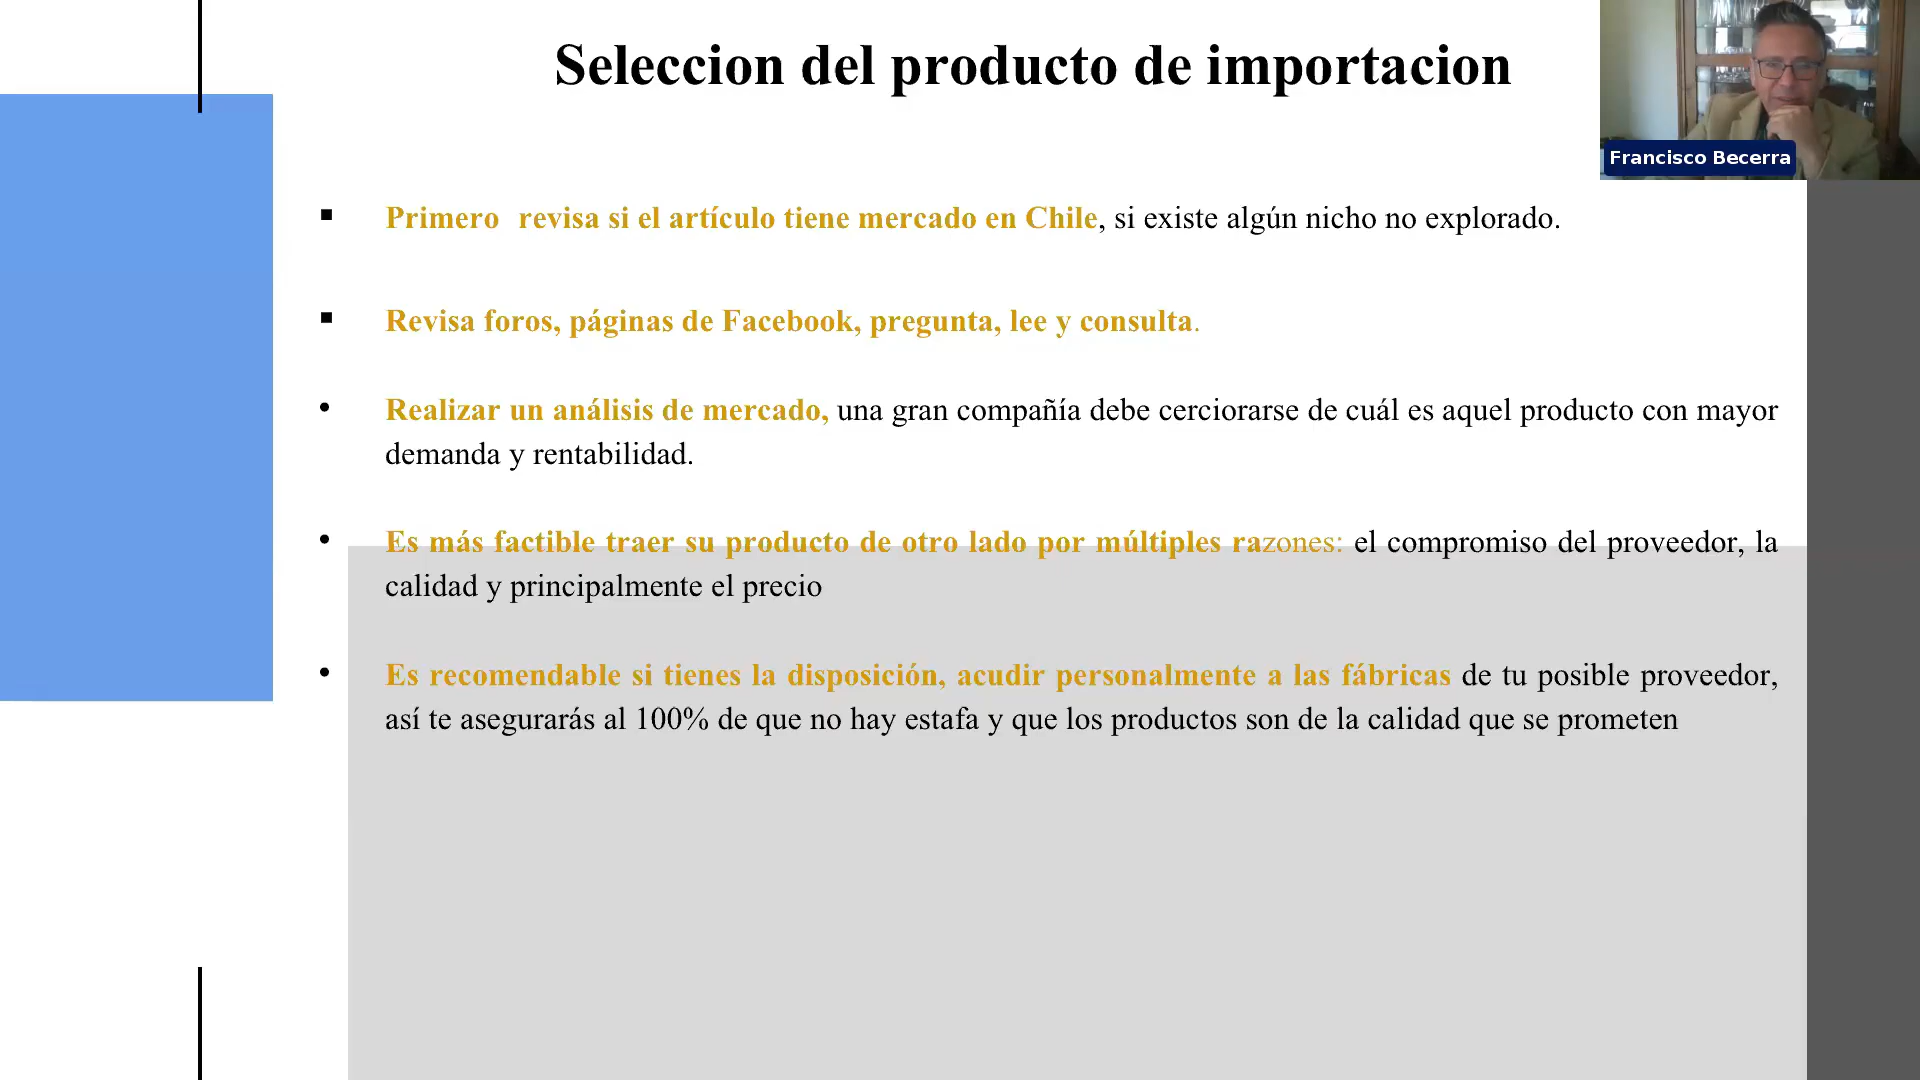 Seleccion del producto de importacion
Francisco Becerra
▪ Primero revisa si el artículo tiene mercado en Chile, si existe algún nicho no explorado.
▪ Revisa foros, páginas de Facebook, pregunta, lee y consulta.
• Realizar un análisis de mercado, una gran compañía debe cerciorarse de cuál es aquel producto con mayor
demanda y rentabilidad.
• Es más factible traer su producto de otro lado por múltiples razones: el compromiso del proveedor, la
calidad y principalmente el precio
• Es recomendable si tienes la disposición, acudir personalmente a las fábricas de tu posible proveedor,
así te asegurarás al 100% de que no hay estafa y que los productos son de la calidad que se prometen